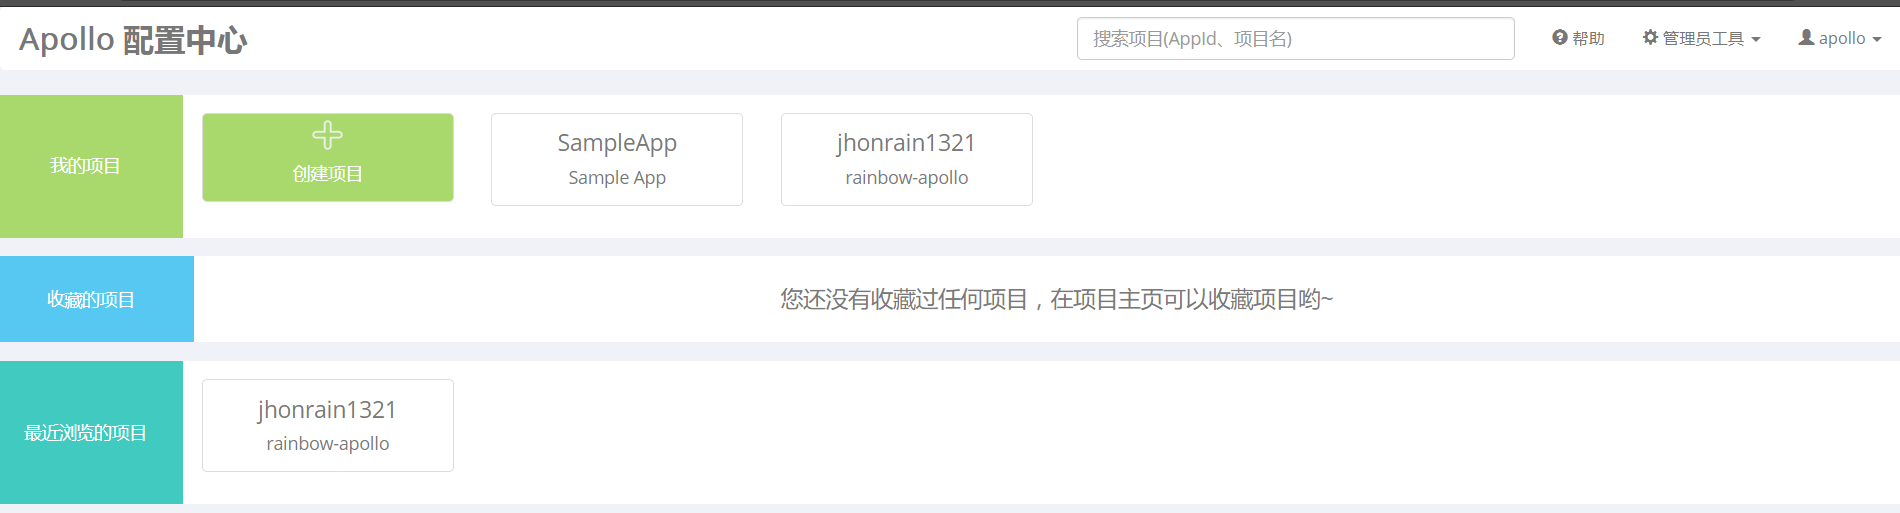 Apollo 配置中心
搜索项目(AppId、项目名)
帮助
管理员工具
apollo
我的项目
创建项目
SampleApp
Sample App
jhonrain1321
rainbow-apollo
收藏的项目
您还没有收藏过任何项目，在项目主页可以收藏项目哟~
最近浏览的项目
jhonrain1321
rainbow-apollo